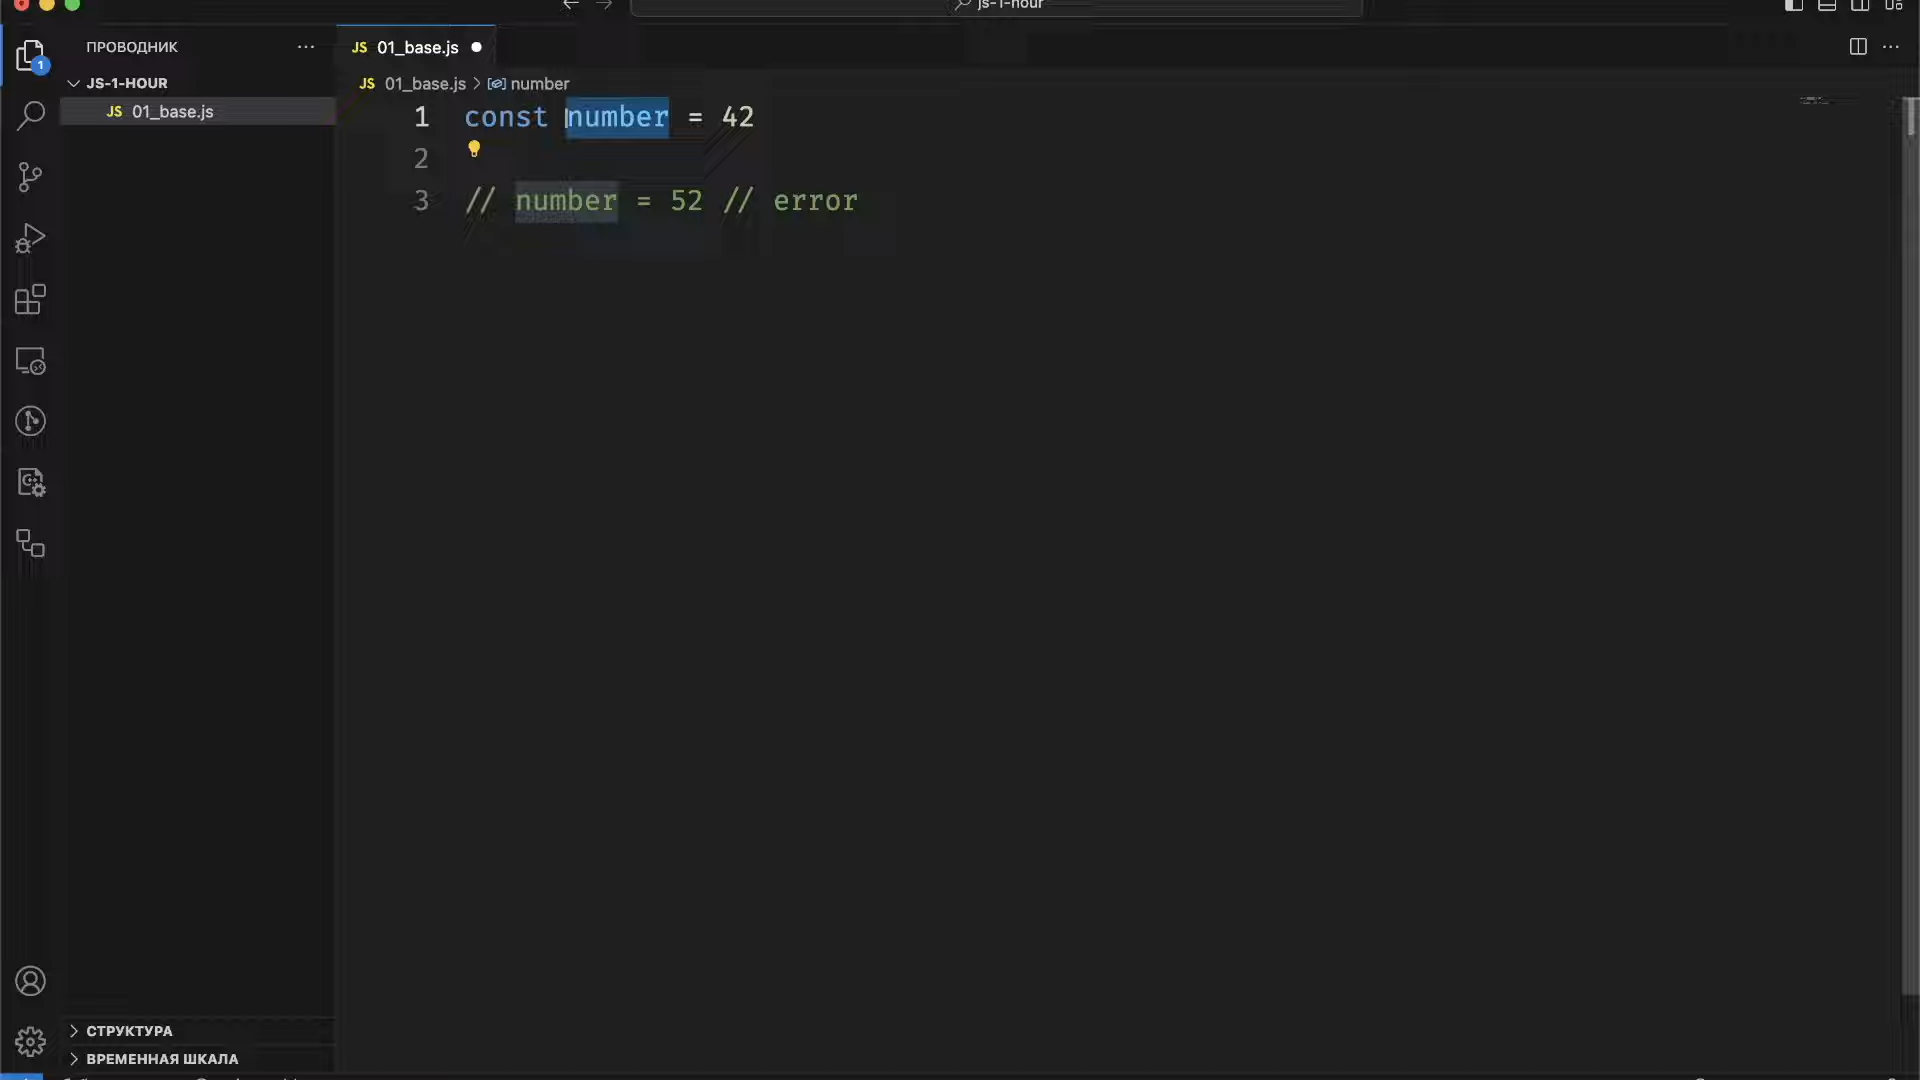 js-1-hour
ПРОВОДНИК
JS 01_base.js
1
JS-1-HOUR
JS 01_base.js > number
JS 01_base.js
1 const number = 42
2
3 // number = 52 // error
СТРУКТУРА
ВРЕМЕННАЯ ШКАЛА